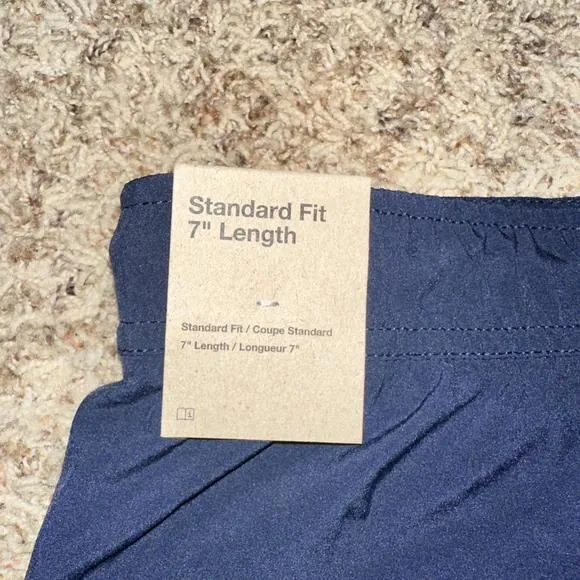 Standard Fit
7" Length
Standard Fit / Coupe Standard
7" Length / Longueur 7"